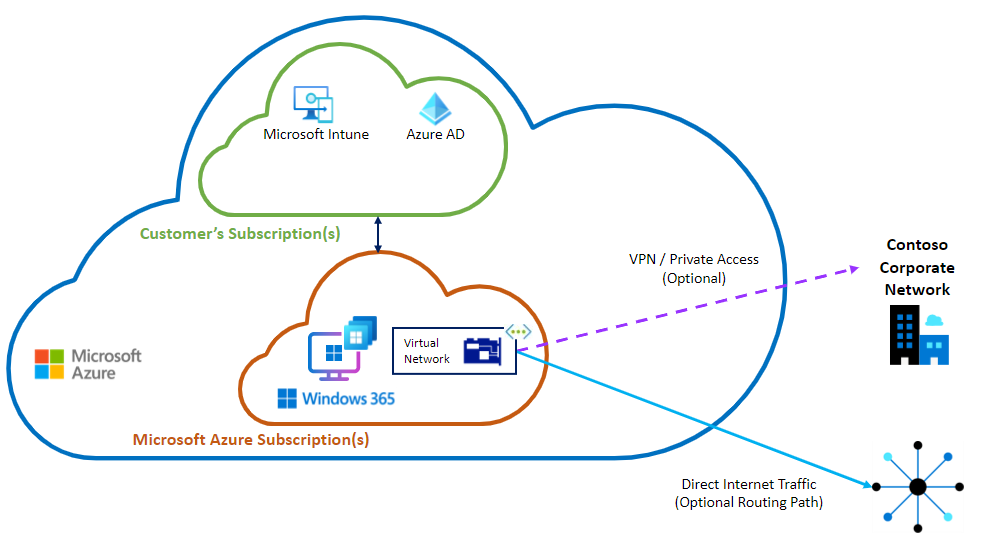 Microsoft Intune
Azure AD
Customer's Subscription(s)
VPN / Private Access
(Optional)
Contoso
Corporate
Network
Microsoft
Azure
Virtual
Network
Windows 365
Microsoft Azure Subscription(s)
Direct Internet Traffic
(Optional Routing Path)